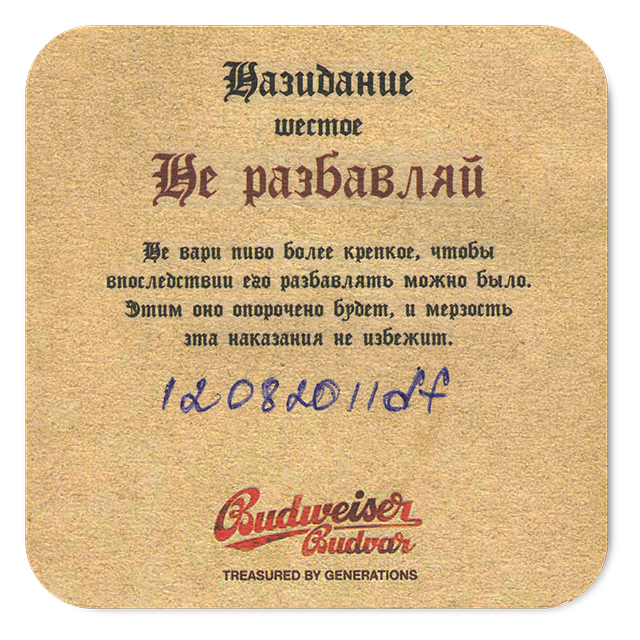 Назидание
шестое
Не разбавляй
Не вари пиво более крепкое, чтобы
впоследствии его разбавлять можно было.
Этим оно опорочено будет, и мерзость
эта наказания не избежит.
12082011df
Budweiser
Budvar
TREASURED BY GENERATIONS